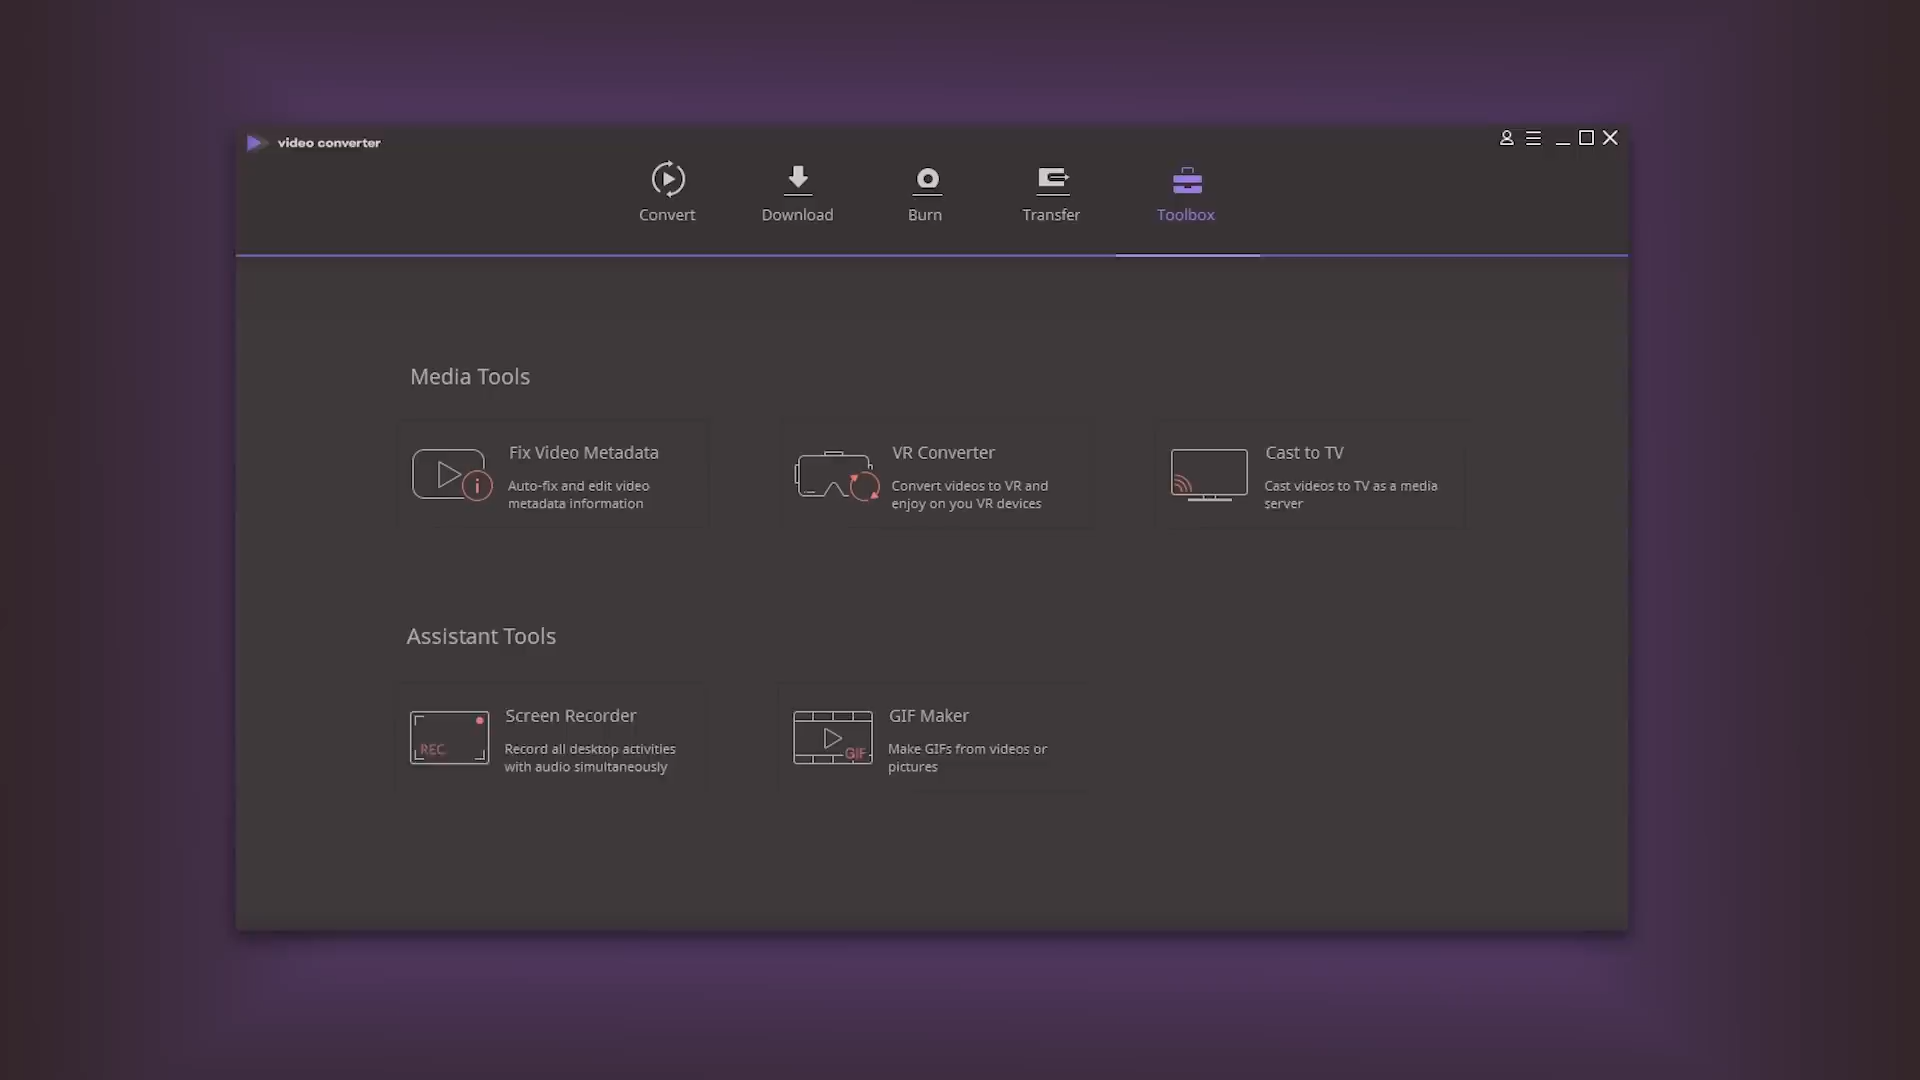 video converter
Convert
Download
Burn
Transfer
Toolbox
Media Tools
Fix Video Metadata
Auto-fix and edit video
metadata information
VR Converter
Convert videos to VR and
enjoy on you VR devices
Cast to TV
Cast videos to TV as a media
server
Assistant Tools
REC
Screen Recorder
Record all desktop activities
with audio simultaneously
GIF
GIF Maker
Make GIFs from videos or
pictures